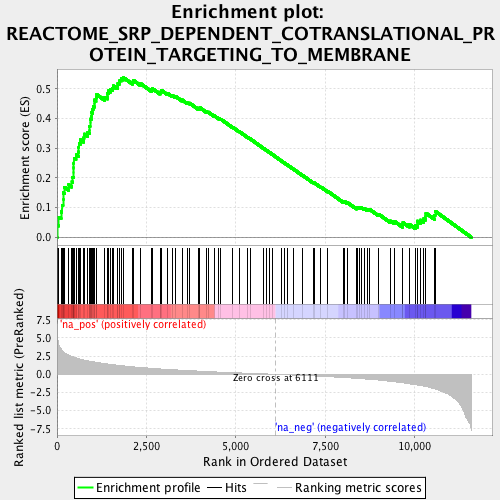 Enrichment plot:
REACTOME_SRP_DEPENDENT_COTRANSLATIONAL_PR
OTEIN_TARGETING_TO_MEMBRANE
Enrichment score (ES)
0.5
0.4
0.3
0.2
0.1
0.0
Ranked list metric (PreRanked)
7.5
5.0
2.5
0.0
-2.5
-5.0
-7.5
'na_pos' (positively correlated)
Zero cross at 6111
'na_neg' (negatively correlated)
0
2,500
5,000
7,500
10,000
Rank in Ordered Dataset
Enrichment profile
Hits
Ranking metric scores